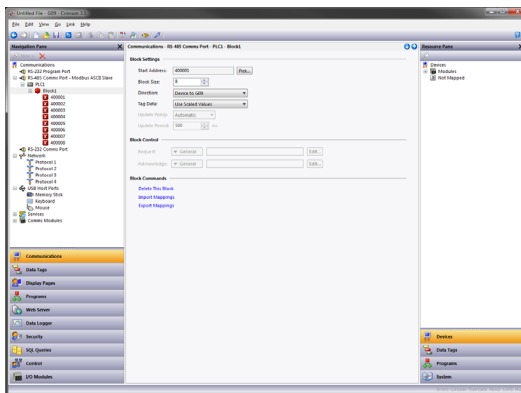 Untitled File - G09 - Crimson 3.0
File Edit View Go Link Help
Navigation Pane
Communications
RS-232 Program Port
RS-485 Comms Port - Modbus ASCII Slave
PLC1
Block1
400001
400002
400003
400004
400005
400006
400007
400008
RS-232 Comms Port
Network
Protocol 1
Protocol 2
Protocol 3
Protocol 4
USB Host Ports
Memory Stick
Keyboard
Mouse
Services
Comms Modules
Communications
Data Tags
Display Pages
Programs
Web Server
Data Logger
Security
SQL Queries
Control
I/O Modules
Communications - RS-485 Comms Port - PLC1 - Block1
Block Settings
Start Address: 400001 Pick...
Block Size: 8
Direction: Device to G09
Tag Data: Use Scaled Values
Update Policy: Automatic
Update Period: 500 ms
Block Control
Request: General Edit...
Acknowledge: General Edit...
Block Commands
Delete This Block
Import Mappings
Export Mappings
Resource Pane
Devices
Modules
Not Mapped
Devices
Data Tags
Programs
System